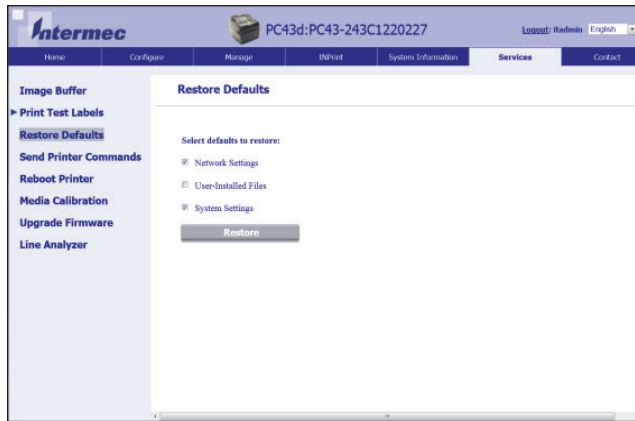 Intermec
PC43d:PC43-243C1220227
Logout: itadmin English
Home Configure Manage INPrint System Information Services Contact
Image Buffer
Print Test Labels
Restore Defaults
Send Printer Commands
Reboot Printer
Media Calibration
Upgrade Firmware
Line Analyzer
Restore Defaults
Select defaults to restore:
Network Settings
User-Installed Files
System Settings
Restore